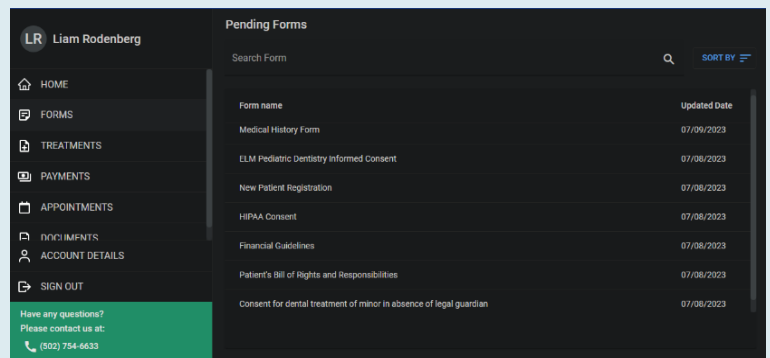 LR Liam Rodenberg
HOME
FORMS
TREATMENTS
PAYMENTS
APPOINTMENTS
DOCUMENTS
ACCOUNT DETAILS
SIGN OUT
Have any questions?
Please contact us at:
(502) 754-6633
Pending Forms
Search Form
SORT BY
Form name Updated Date
Medical History Form 07/09/2023
ELM Pediatric Dentistry Informed Consent 07/08/2023
New Patient Registration 07/08/2023
HIPAA Consent 07/08/2023
Financial Guidelines 07/08/2023
Patient's Bill of Rights and Responsibilities 07/08/2023
Consent for dental treatment of minor in absence of legal guardian 07/08/2023